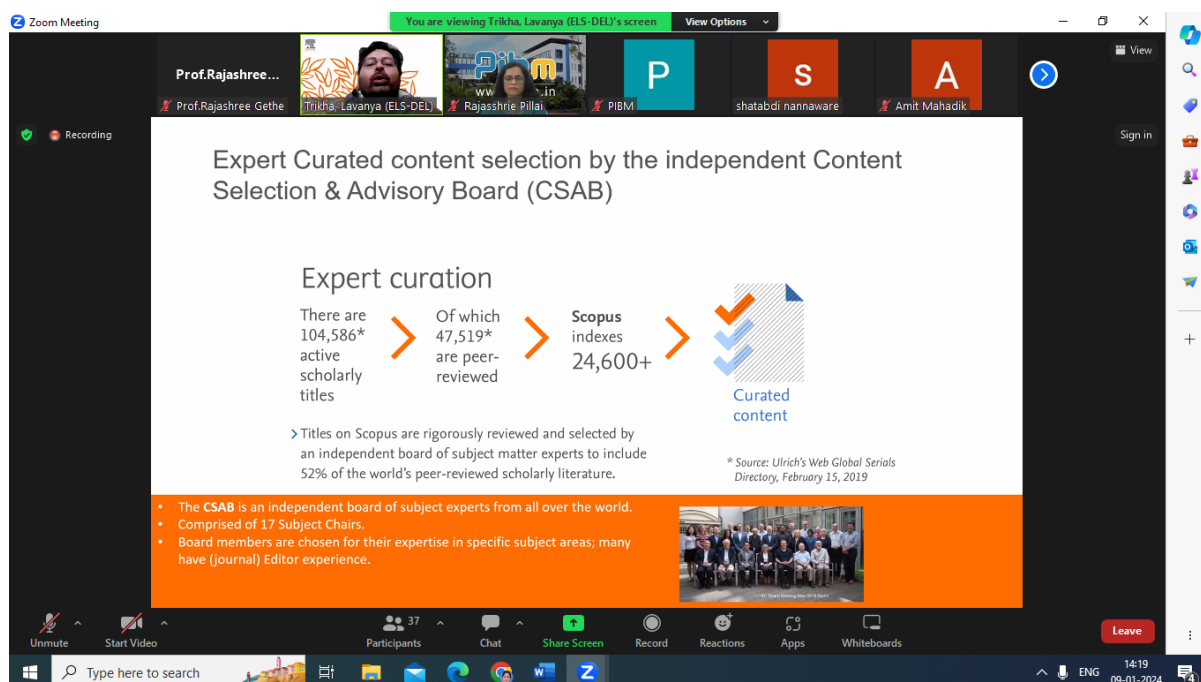 Zoom Meeting
You are viewing Trikha, Lavanya (ELS-DEL)'s screen
View Options
Prof.Rajashree...
Prof.Rajashree Gethe
Trikha, Lavanya (ELS-DEL)
Pibm
www.
.in
Rajasshrie Pillai
P
PIBM
s
shatabdi nannaware
A
Amit Mahadik
View
Recording
Sign in
Expert Curated content selection by the independent Content
Selection & Advisory Board (CSAB)
Expert curation
There are
104,586*
active
scholarly
titles
Of which
47,519*
are peer-
reviewed
Scopus
indexes
24,600+
Curated
content
Titles on Scopus are rigorously reviewed and selected by
an independent board of subject matter experts to include
52% of the world's peer-reviewed scholarly literature.
* Source: Ulrich's Web Global Serials
Directory, February 15, 2019
• The CSAB is an independent board of subject experts from all over the world.
• Comprised of 17 Subject Chairs.
• Board members are chosen for their expertise in specific subject areas; many
have (journal) Editor experience.
Unmute
Start Video
37
Participants
Chat
Share Screen
Record
Reactions
Apps
Whiteboards
Leave
Type here to search
ENG
14:19
09-01-2024
4